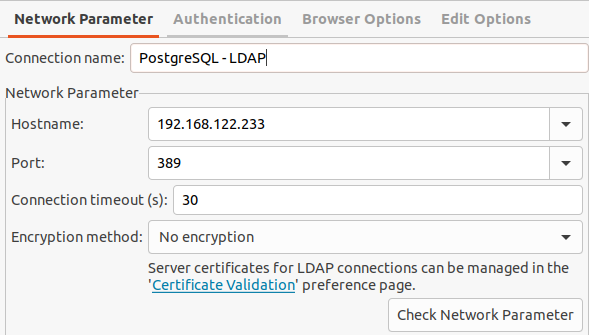 Network Parameter Authentication Browser Options Edit Options
Connection name: PostgreSQL - LDAP
Network Parameter
Hostname: 192.168.122.233
Port: 389
Connection timeout (s): 30
Encryption method: No encryption
Server certificates for LDAP connections can be managed in the
'Certificate Validation' preference page.
Check Network Parameter